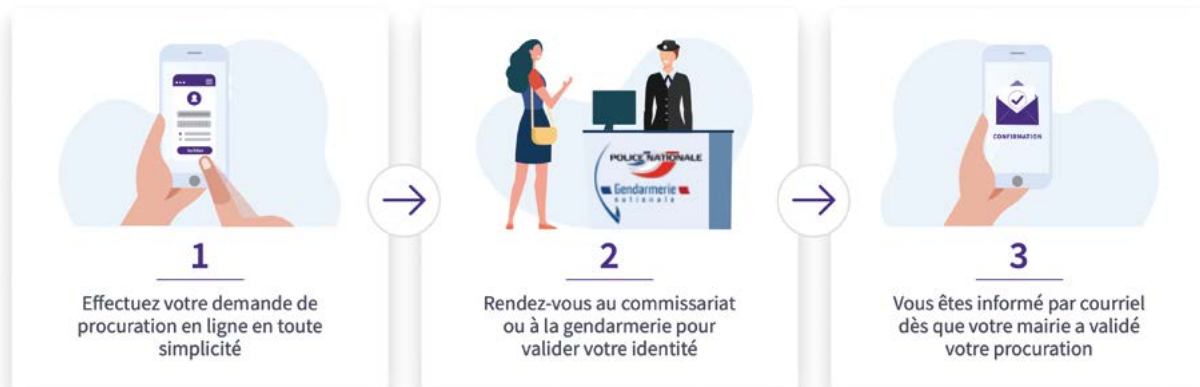 CONFIRMATION
POLICE NATIONALE
Gendarmerie
nationale
1
Effectuez votre demande de
procuration en ligne en toute
simplicité
2
Rendez-vous au commissariat
ou à la gendarmerie pour
valider votre identité
3
Vous êtes informé par courriel
dès que votre mairie a validé
votre procuration